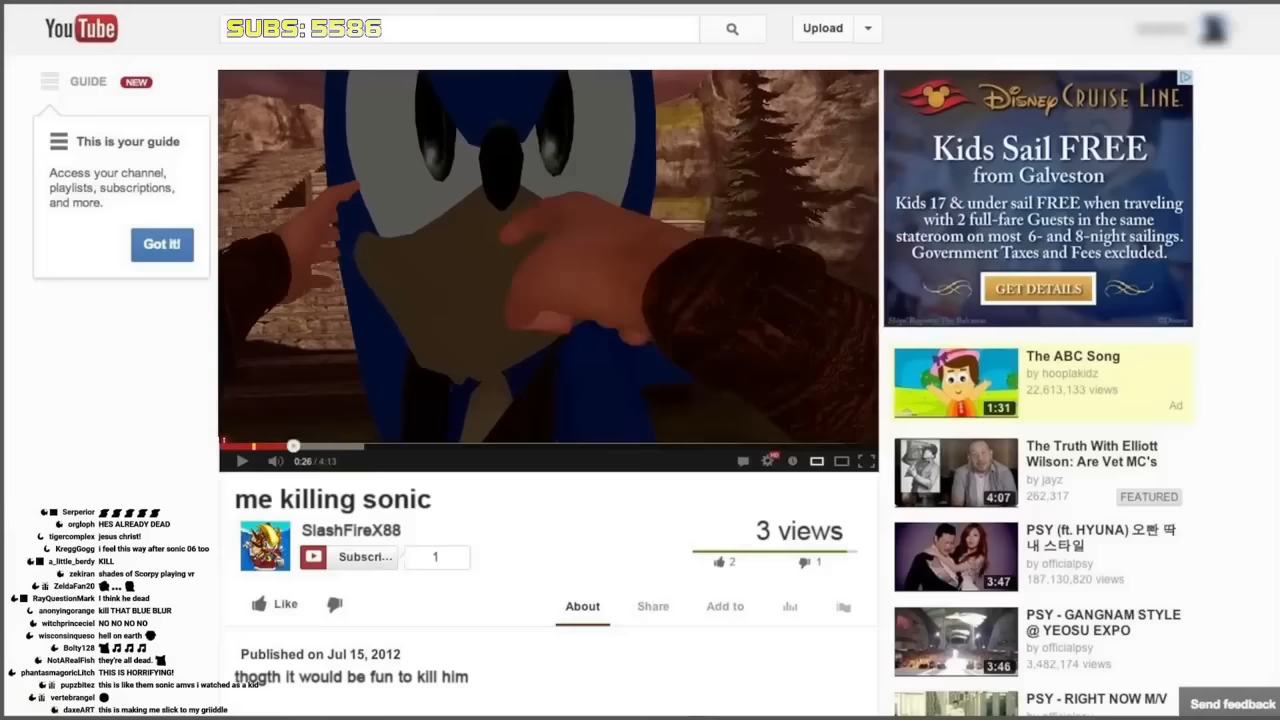 YouTube
SUBS: 5586
Upload
GUIDE
NEW
This is your guide
Access your channel,
playlists, subscriptions,
and more.
Got it!
Disney CRUISE LINE
Kids Sail FREE
from Galveston
Kids 17 & under sail FREE when traveling
with 2 full-fare Guests in the same
stateroom on most 6- and 8-night sailings.
Government Taxes and Fees excluded.
GET DETAILS
Ships' Registry: The Bahamas
©Disney
1:31
The ABC Song
by hooplakidz
22,613,133 views
Ad
4:07
The Truth With Elliott
Wilson: Are Vet MC's
by jayz
262,317
FEATURED
3:47
PSY (ft. HYUNA) 오빤 딱
내 스타일
by officialpsy
187,130,820 views
3:46
PSY - GANGNAM STYLE
@ YEOSU EXPO
by officialpsy
3,482,174 views
PSY - RIGHT NOW M/V
Send feedback
0:26 / 4:13
HD
me killing sonic
SlashFireX88
Subscri...
1
3 views
2
1
Like
About
Share
Add to
Published on Jul 15, 2012
thogth it would be fun to kill him
Serperior
orgloph HES ALREADY DEAD
tigercomplex jesus christ!
KreggGogg i feel this way after sonic 06 too
a_little_berdy KILL
zekiran shades of Scorpy playing vr
ZeldaFan20 ...
RayQuestionMark I think he dead
anonyingorange kill THAT BLUE BLUR
witchprinceciel NO NO NO NO
wisconsinqueso hell on earth
Bolty128
NotARealFish they're all dead.
phantasmagoricLitch THIS IS HORRIFYING!
pupzbitez this is like them sonic amvs i watched as a kid
vertebrangel
daxeART this is making me slick to my griiddle